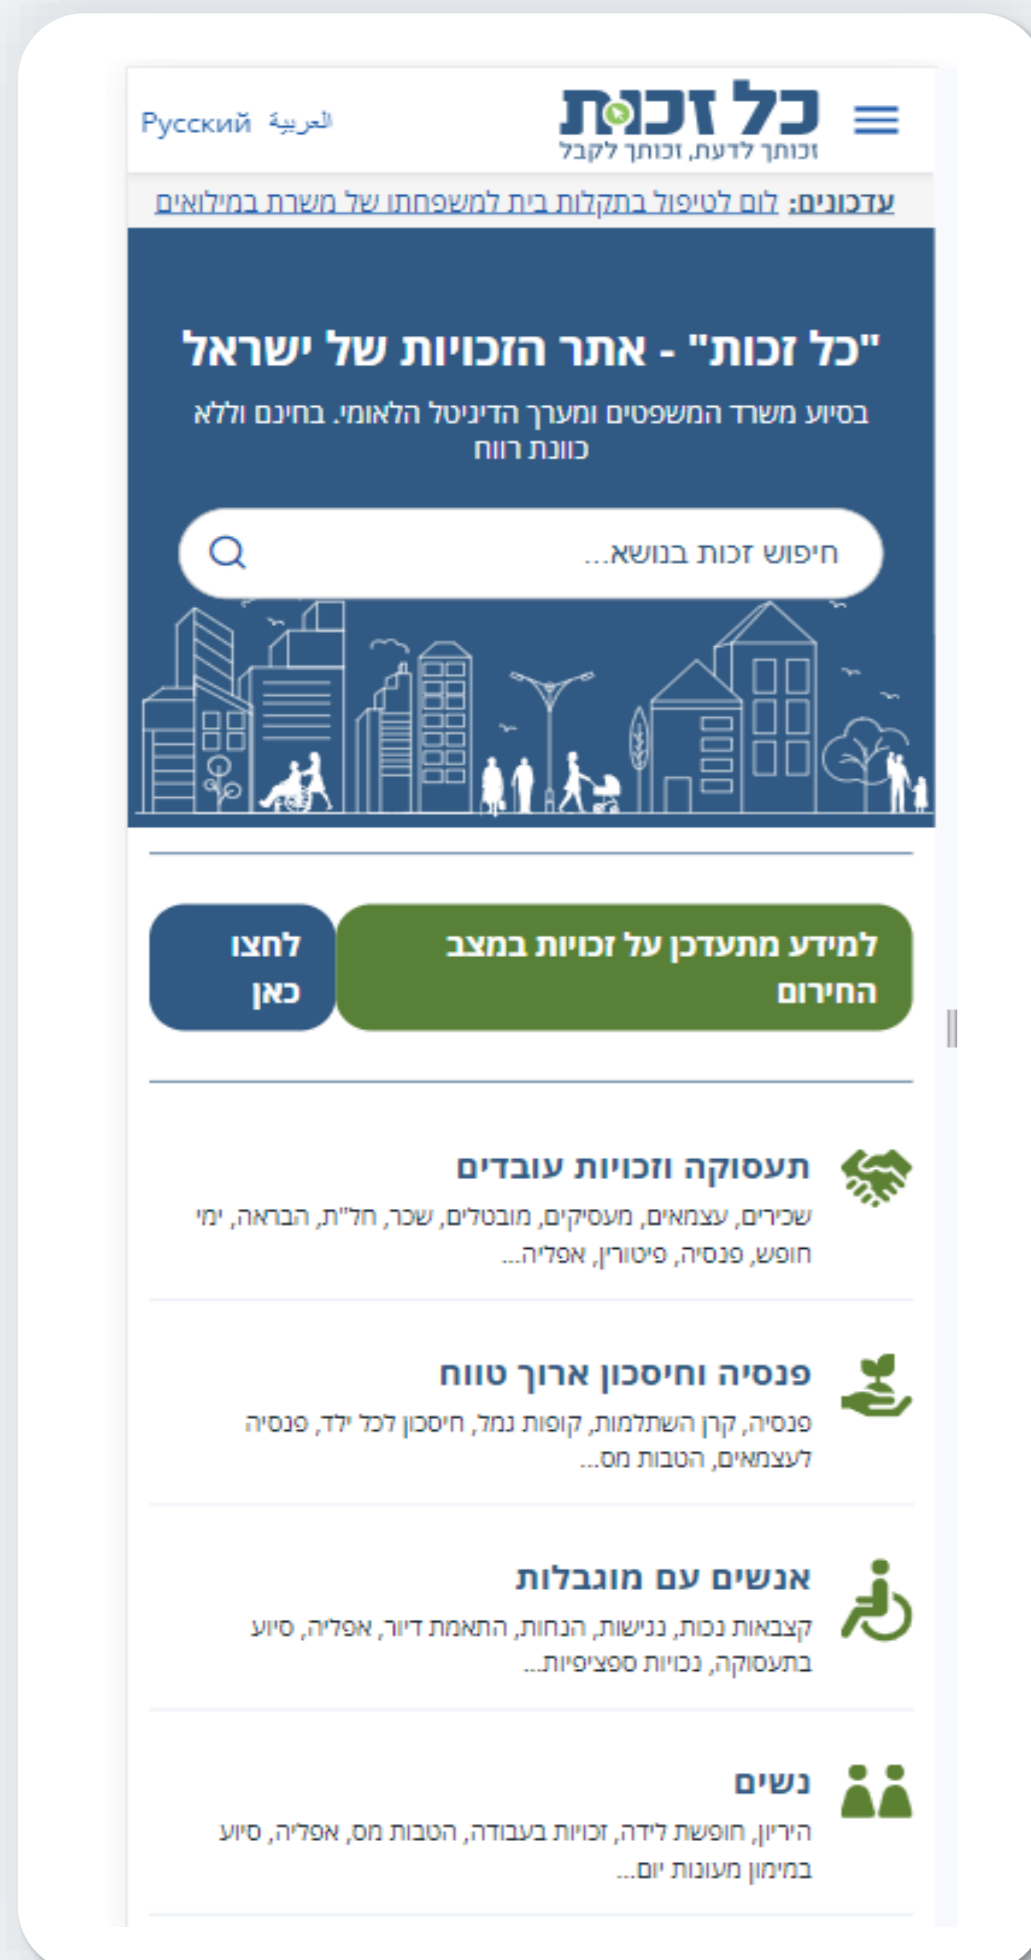 כל זכות
זכותך לדעת, זכותך לקבל
العربية Русский
עדכונים: לום לטיפול בתקלות בית למשפחתו של משרת במילואים
"כל זכות" - אתר הזכויות של ישראל
בסיוע משרד המשפטים ומערך הדיגיטל הלאומי. בחינם וללא
כוונת רווח
חיפוש זכות בנושא...
למידע מתעדכן על זכויות במצב
החירום
לחצו
כאן
תעסוקה וזכויות עובדים
שכירים, עצמאים, מעסיקים, מובטלים, שכר, חל"ת, הבראה, ימי
חופש, פנסיה, פיטורין, אפליה...
פנסיה וחיסכון ארוך טווח
פנסיה, קרן השתלמות, קופות גמל, חיסכון לכל ילד, פנסיה
לעצמאים, הטבות מס...
אנשים עם מוגבלות
קצבאות נכות, נגישות, הנחות, התאמת דיור, אפליה, סיוע
בתעסוקה, נכויות ספציפיות...
נשים
היריון, חופשת לידה, זכויות בעבודה, הטבות מס, אפליה, סיוע
במימון מעונות יום...